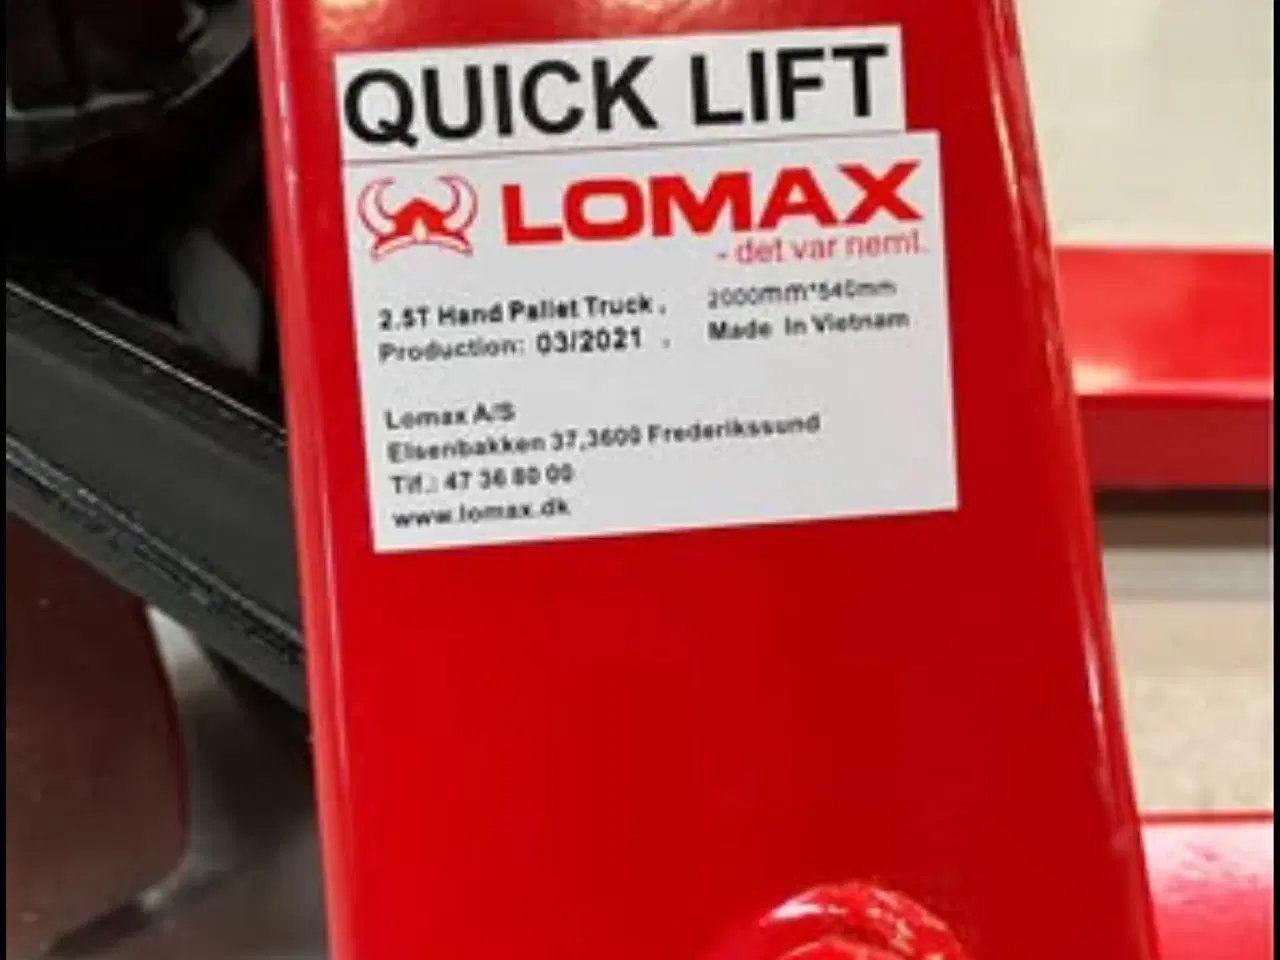 QUICK LIFT
LOMAX
- det var nemt.
2.5T Hand Pallet Truck , 2000mm*540mm
Production: 03/2021 , Made In Vietnam
Lomax A/S
Elsenbakken 37,3600 Frederikssund
Tlf.: 47 36 80 00
www.lomax.dk